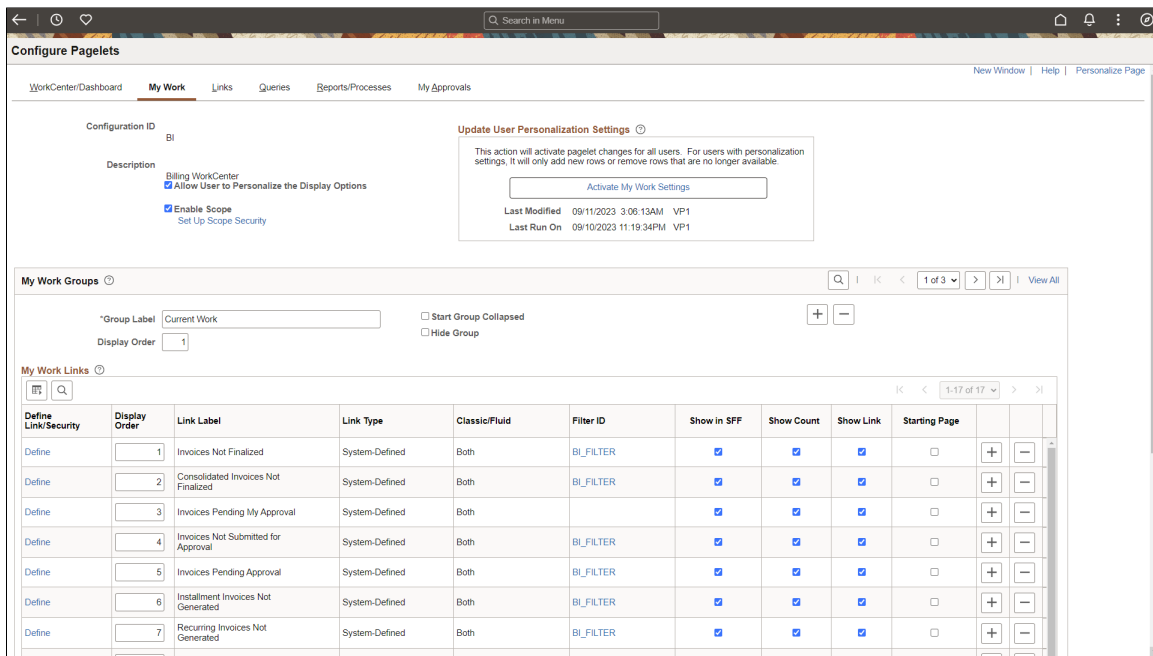 Search in Menu
Configure Pagelets
New Window | Help | Personalize Page
WorkCenter/Dashboard My Work Links Queries Reports/Processes My Approvals
Configuration ID
BI
Description
Billing WorkCenter
Allow User to Personalize the Display Options
Enable Scope
Set Up Scope Security
Update User Personalization Settings
This action will activate pagelet changes for all users. For users with personalization
settings, It will only add new rows or remove rows that are no longer available.
Activate My Work Settings
Last Modified 09/11/2023 3:06:13AM VP1
Last Run On 09/10/2023 11:19:34PM VP1
My Work Groups 1 of 3 View All
*Group Label Current Work
Start Group Collapsed
Hide Group
Display Order 1
My Work Links
1-17 of 17
Define Link/Security Display Order Link Label Link Type Classic/Fluid Filter ID Show in SFF Show Count Show Link Starting Page
Define 1 Invoices Not Finalized System-Defined Both BI_FILTER
Define 2 Consolidated Invoices Not Finalized System-Defined Both BI_FILTER
Define 3 Invoices Pending My Approval System-Defined Both BI_FILTER
Define 4 Invoices Not Submitted for Approval System-Defined Both BI_FILTER
Define 5 Invoices Pending Approval System-Defined Both BI_FILTER
Define 6 Installment Invoices Not Generated System-Defined Both BI_FILTER
Define 7 Recurring Invoices Not Generated System-Defined Both BI_FILTER